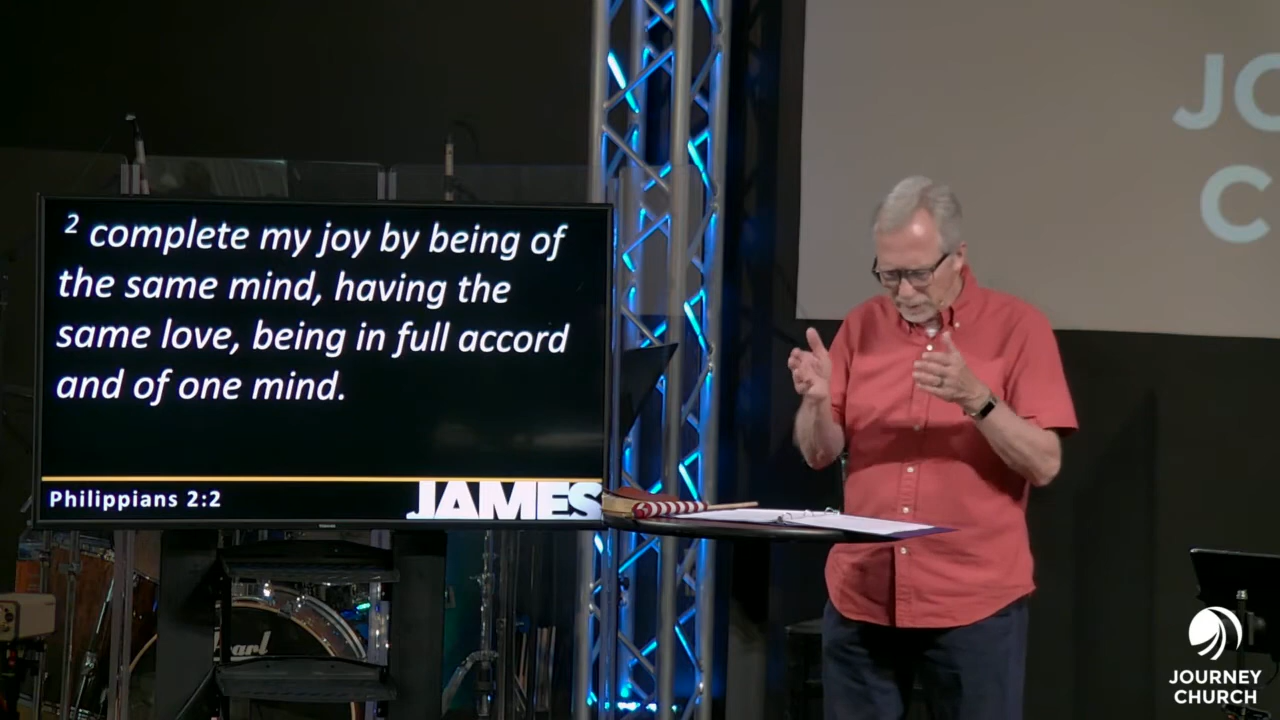 2 complete my joy by being of
the same mind, having the
same love, being in full accord
and of one mind.
Philippians 2:2
JAMES
JOURNEY
CHURCH